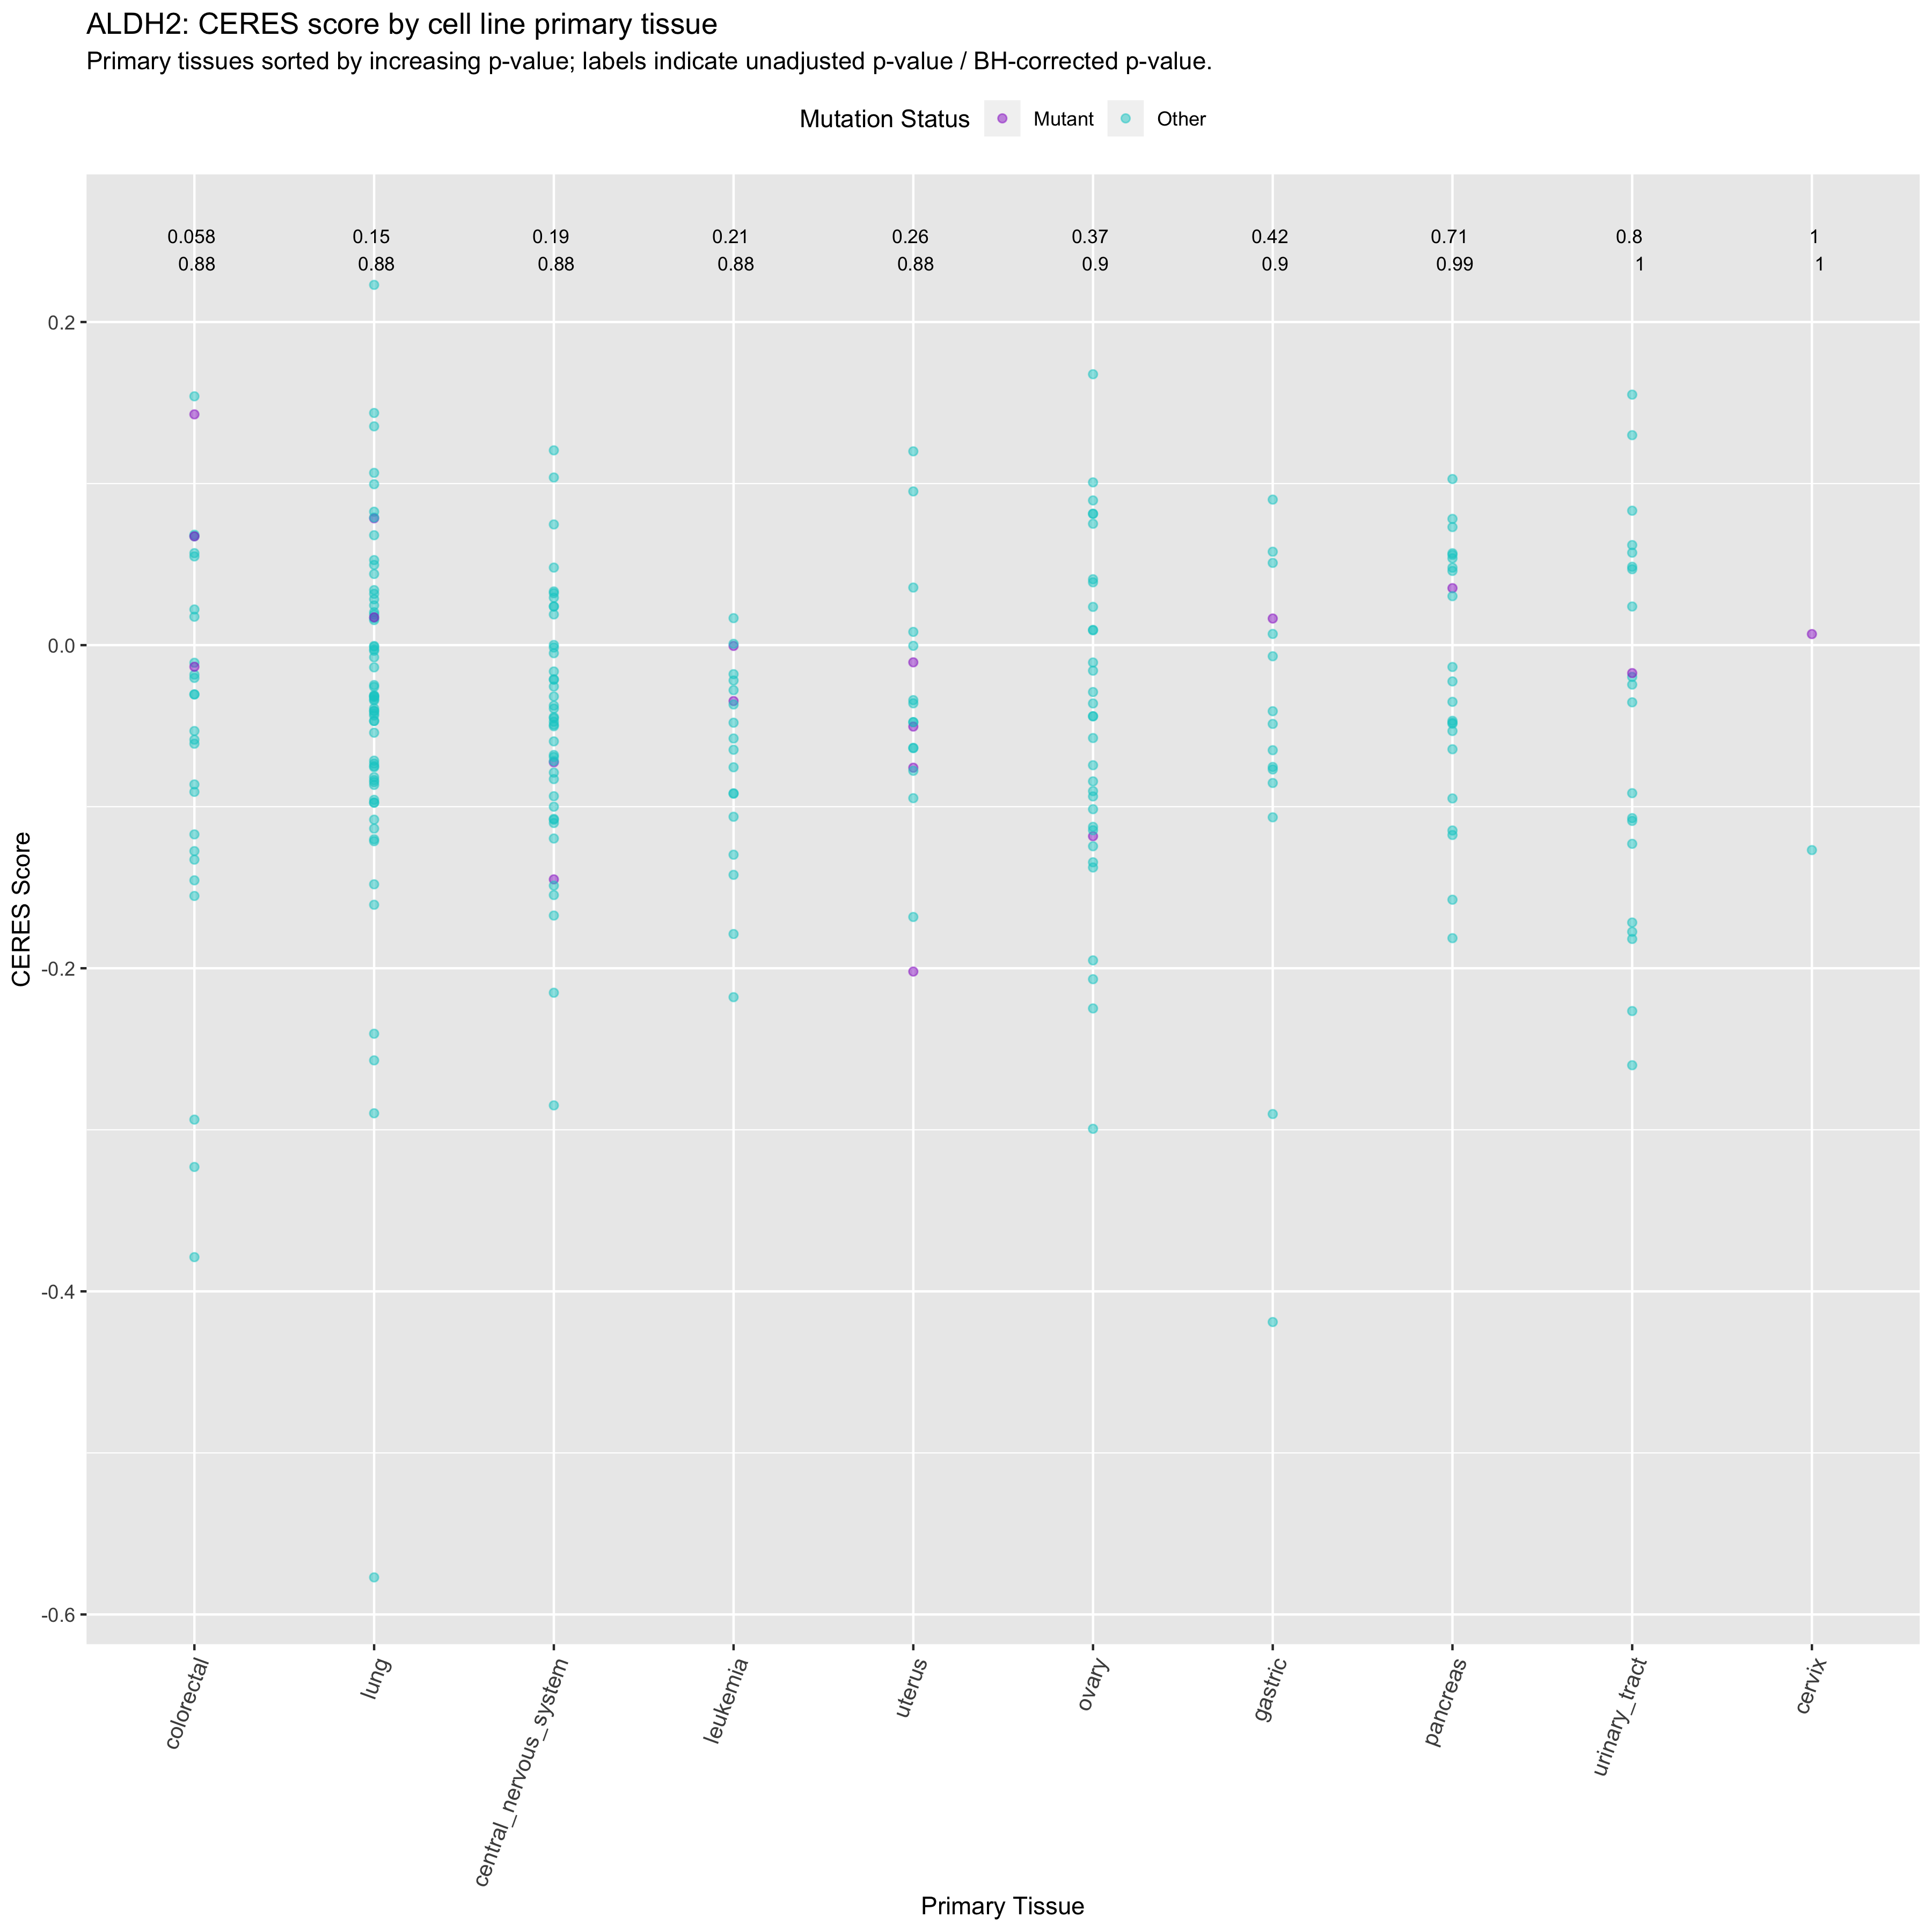 ALDH2: CERES score by cell line primary tissue
Primary tissues sorted by increasing p-value; labels indicate unadjusted p-value / BH-corrected p-value.
Mutation Status Mutant Other
0.058 0.15 0.19 0.21 0.26 0.37 0.42 0.71 0.8 1
0.88 0.88 0.88 0.88 0.88 0.9 0.9 0.99 1 1
0.2
0.0
-0.2
-0.4
-0.6
CERES Score
colorectal lung central_nervous_system leukemia uterus ovary gastric pancreas urinary_tract cervix
Primary Tissue